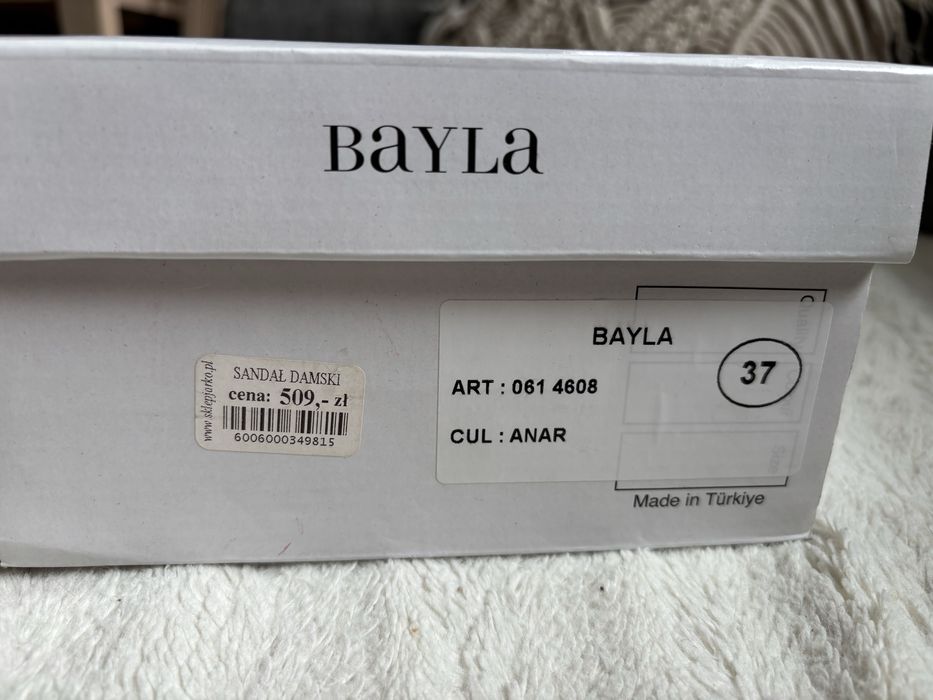 BaYLa
www.sklepjarko.pl
SANDAŁ DAMSKI
cena: 509,- zł
6006000349815
BAYLA
ART : 061 4608
37
CUL : ANAR
Made in Türkiye